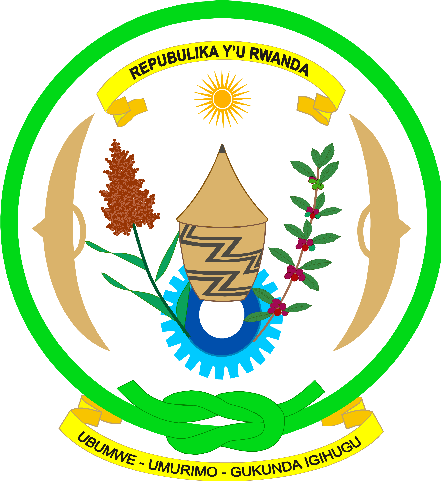 REPUBULIKA Y'U RWANDA
UBUMWE - UMURIMO - GUKUNDA IGIHUGU